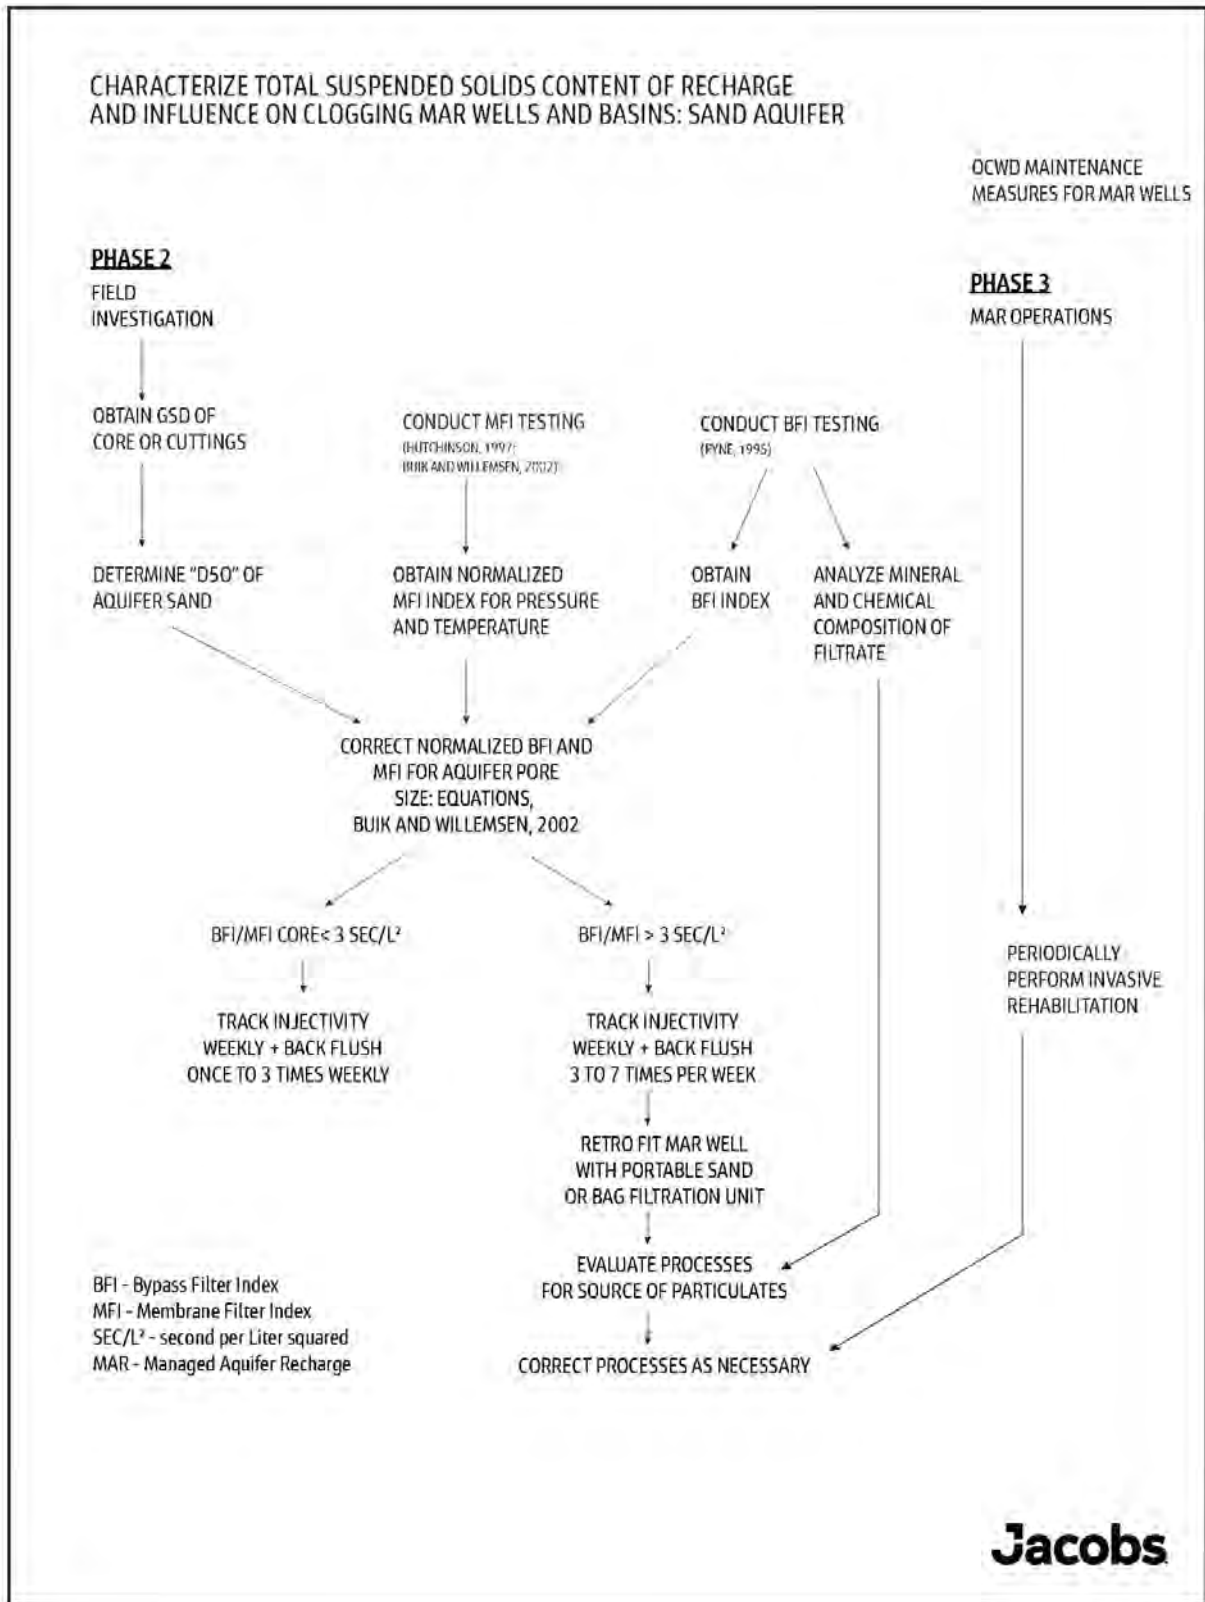 CHARACTERIZE TOTAL SUSPENDED SOLIDS CONTENT OF RECHARGE
AND INFLUENCE ON CLOGGING MAR WELLS AND BASINS: SAND AQUIFER
OCWD MAINTENANCE
MEASURES FOR MAR WELLS
PHASE 2
FIELD
INVESTIGATION
PHASE 3
MAR OPERATIONS
OBTAIN GSD OF
CORE OR CUTTINGS
CONDUCT MFI TESTING
(HUTCHINSON, 1997;
BUIK AND WILLEMSEN, 2002)
CONDUCT BFI TESTING
(PYNE, 1995)
DETERMINE "D50" OF
AQUIFER SAND
OBTAIN NORMALIZED
MFI INDEX FOR PRESSURE
AND TEMPERATURE
OBTAIN
BFI INDEX
ANALYZE MINERAL
AND CHEMICAL
COMPOSITION OF
FILTRATE
CORRECT NORMALIZED BFI AND
MFI FOR AQUIFER PORE
SIZE: EQUATIONS,
BUIK AND WILLEMSEN, 2002
BFI/MFI CORE< 3 SEC/L²
BFI/MFI > 3 SEC/L²
PERIODICALLY
PERFORM INVASIVE
REHABILITATION
TRACK INJECTIVITY
WEEKLY + BACK FLUSH
ONCE TO 3 TIMES WEEKLY
TRACK INJECTIVITY
WEEKLY + BACK FLUSH
3 TO 7 TIMES PER WEEK
RETRO FIT MAR WELL
WITH PORTABLE SAND
OR BAG FILTRATION UNIT
EVALUATE PROCESSES
FOR SOURCE OF PARTICULATES
CORRECT PROCESSES AS NECESSARY
BFI - Bypass Filter Index
MFI - Membrane Filter Index
SEC/L² - second per Liter squared
MAR - Managed Aquifer Recharge
Jacobs